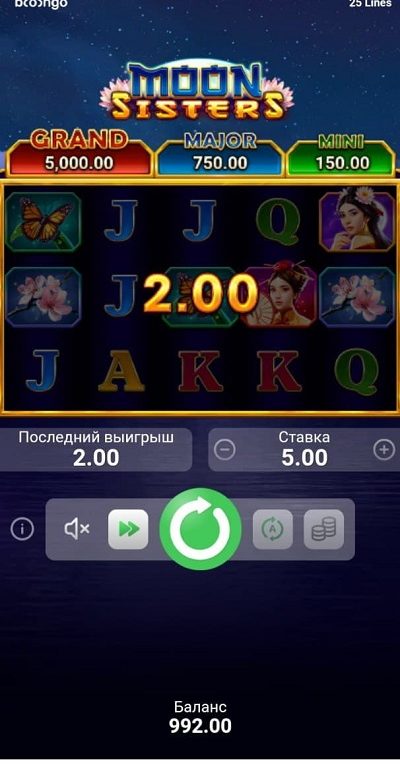 booongo
25 Lines
MOON
SISTERS
GRAND MAJOR MINI
5,000.00 750.00 150.00
J J Q
J 2.00
J A K K Q
Последний выигрыш Ставка
2.00 5.00
A
Баланс
992.00